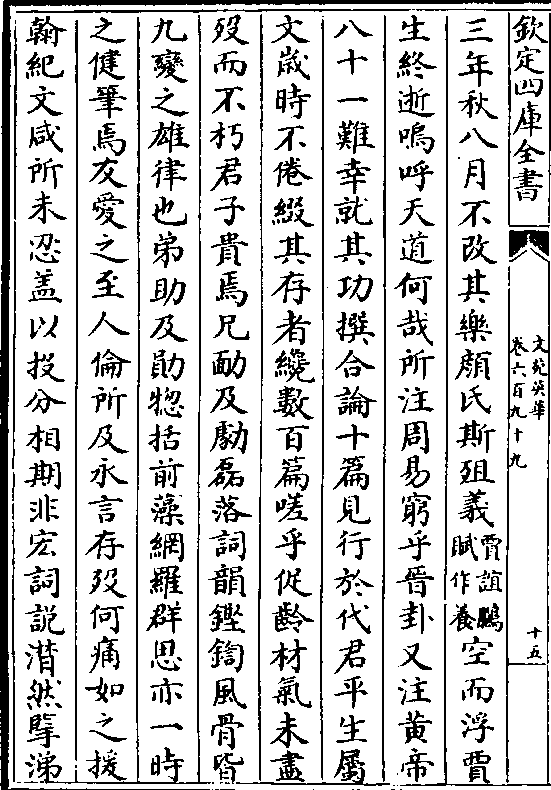 欽定四庫全書
文苑英華
卷六百九十九
十五
三年秋八月不改其樂顔氏斯殂義賈誼鵬賦作養空而浮賈
生終逝嗚呼天道何哉所注周易窮乎晉卦又注黄帝
八十一難幸就其功撰合論十篇見行於代君平生屬
文嵗時不倦綴其存者纔數百篇嗟乎促齡材氣未盡
歿而不朽君子貴焉兄勔及勮磊落詞韻鏗鍧風骨皆
九變之雄律也弟助及勛惣括前藻網羅群思亦一時
之健筆焉友愛之至人倫所及永言存歿何痛如之援
翰紀文咸所未忍盖以投分相期非宏詞説潸然擥涕